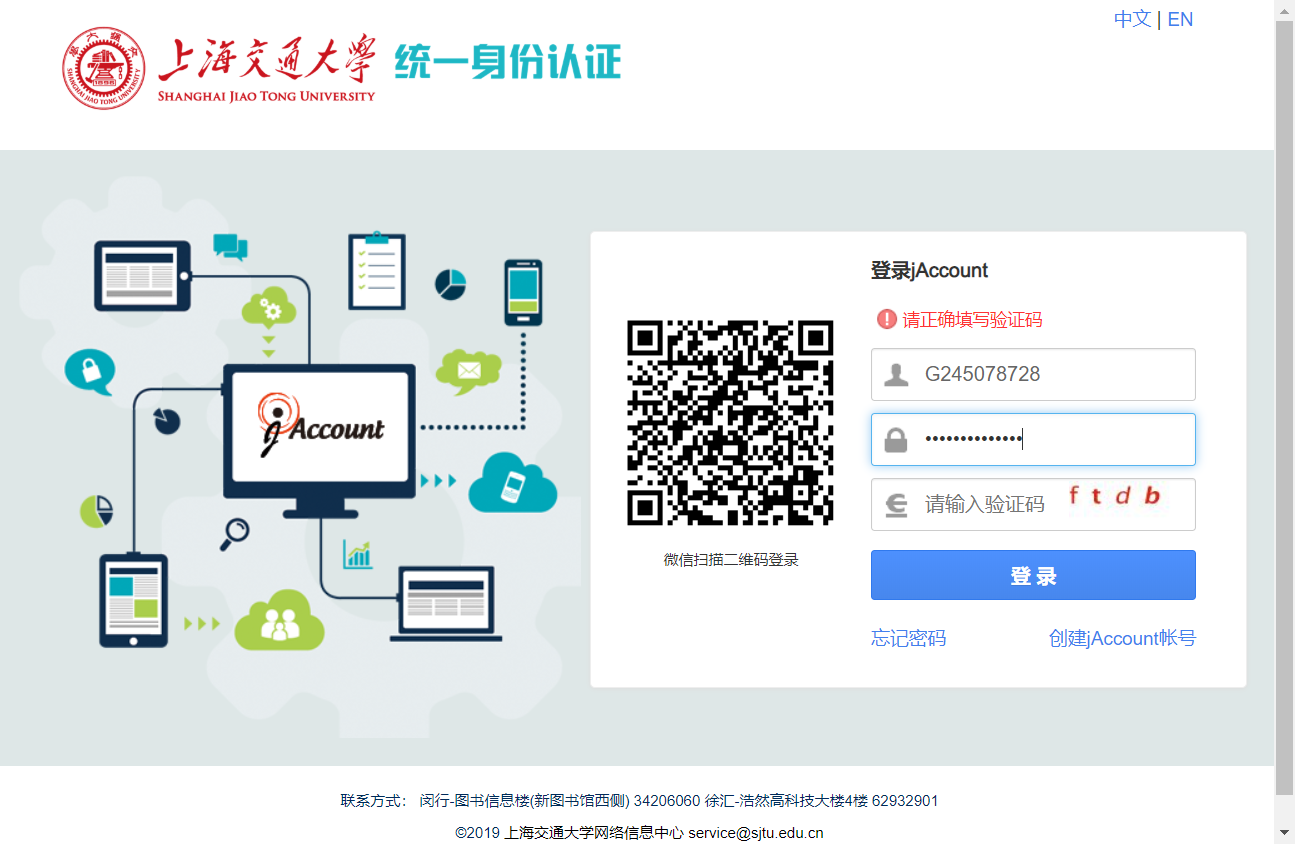 中文 | EN
上海交通大学 统一身份认证
SHANGHAI JIAO TONG UNIVERSITY
登录jAccount
请正确填写验证码
G245078728
••••••••••••••
请输入验证码 f t d b
登 录
忘记密码 创建jAccount帐号
微信扫描二维码登录
jAccount
联系方式： 闵行-图书信息楼(新图书馆西侧) 34206060 徐汇-浩然高科技大楼4楼 62932901
©2019 上海交通大学网络信息中心 service@sjtu.edu.cn